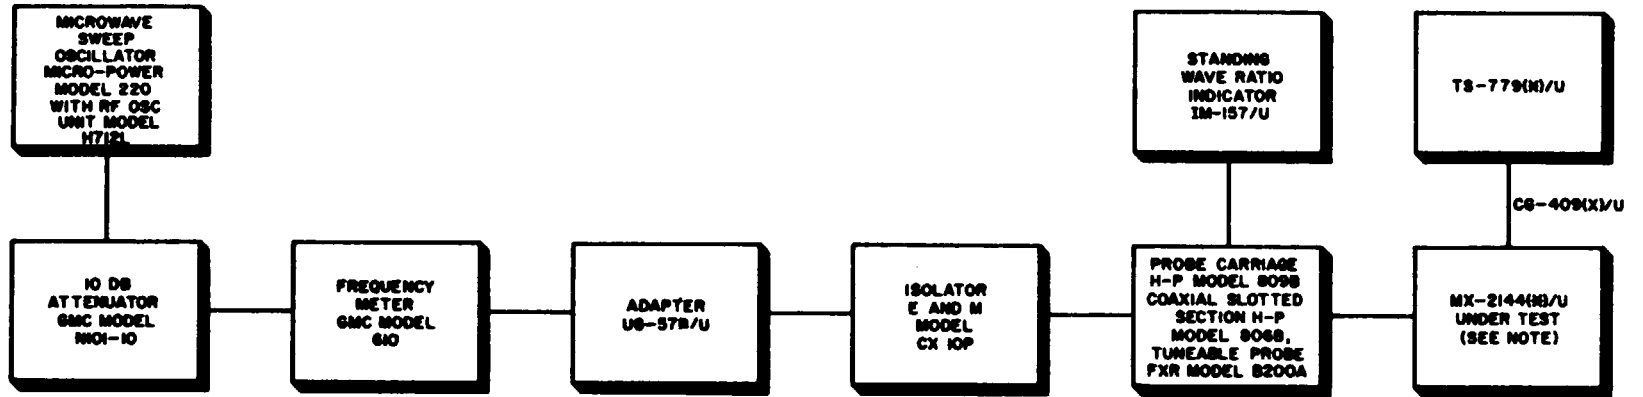 MICROWAVE
SWEEP
OSCILLATOR
MICRO-POWER
MODEL 220
WITH RF OSC
UNIT MODEL
H712L
STANDING
WAVE RATIO
INDICATOR
IM-157/U
TS-779(X)/U
CG-409(X)/U
10 DB
ATTENUATOR
GMC MODEL
N101-10
FREQUENCY
METER
GMC MODEL
610
ADAPTER
UG-57B/U
ISOLATOR
E AND M
MODEL
CX 10P
PROBE CARRIAGE
H-P MODEL 809B
COAXIAL SLOTTED
SECTION H-P
MODEL 806B,
TUNEABLE PROBE
FXR MODEL B200A
MX-2144(X)/U
UNDER TEST
(SEE NOTE)